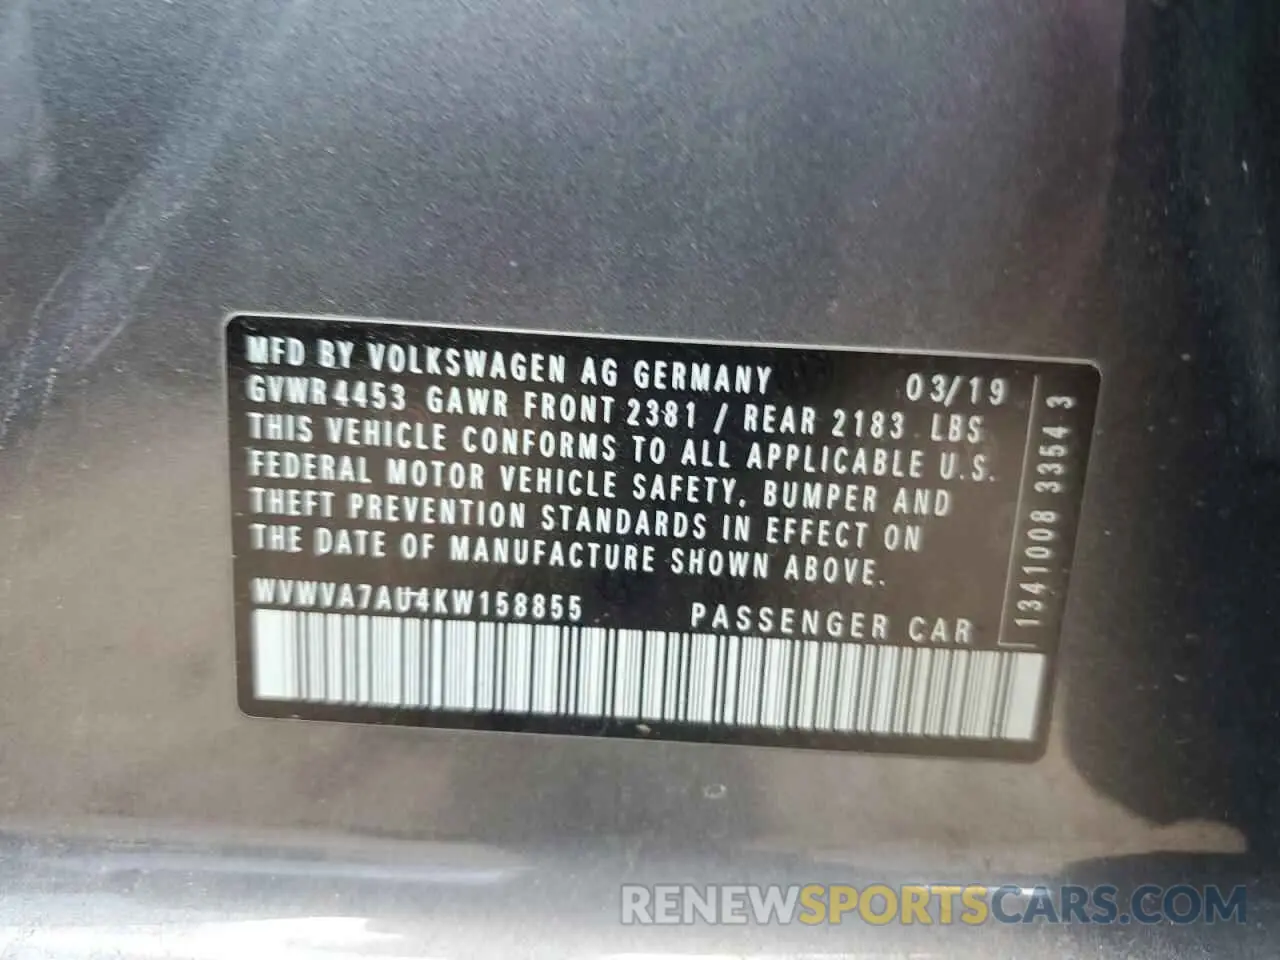 MFD BY VOLKSWAGEN AG GERMANY 03/19
GVWR 4453 GAWR FRONT 2381 / REAR 2183 LBS
THIS VEHICLE CONFORMS TO ALL APPLICABLE U.S.
FEDERAL MOTOR VEHICLE SAFETY, BUMPER AND
THEFT PREVENTION STANDARDS IN EFFECT ON
THE DATE OF MANUFACTURE SHOWN ABOVE.
WVWVA7AU4KW158855 PASSENGER CAR
1341008 3354 3
RENEWSPORTSCARS.COM